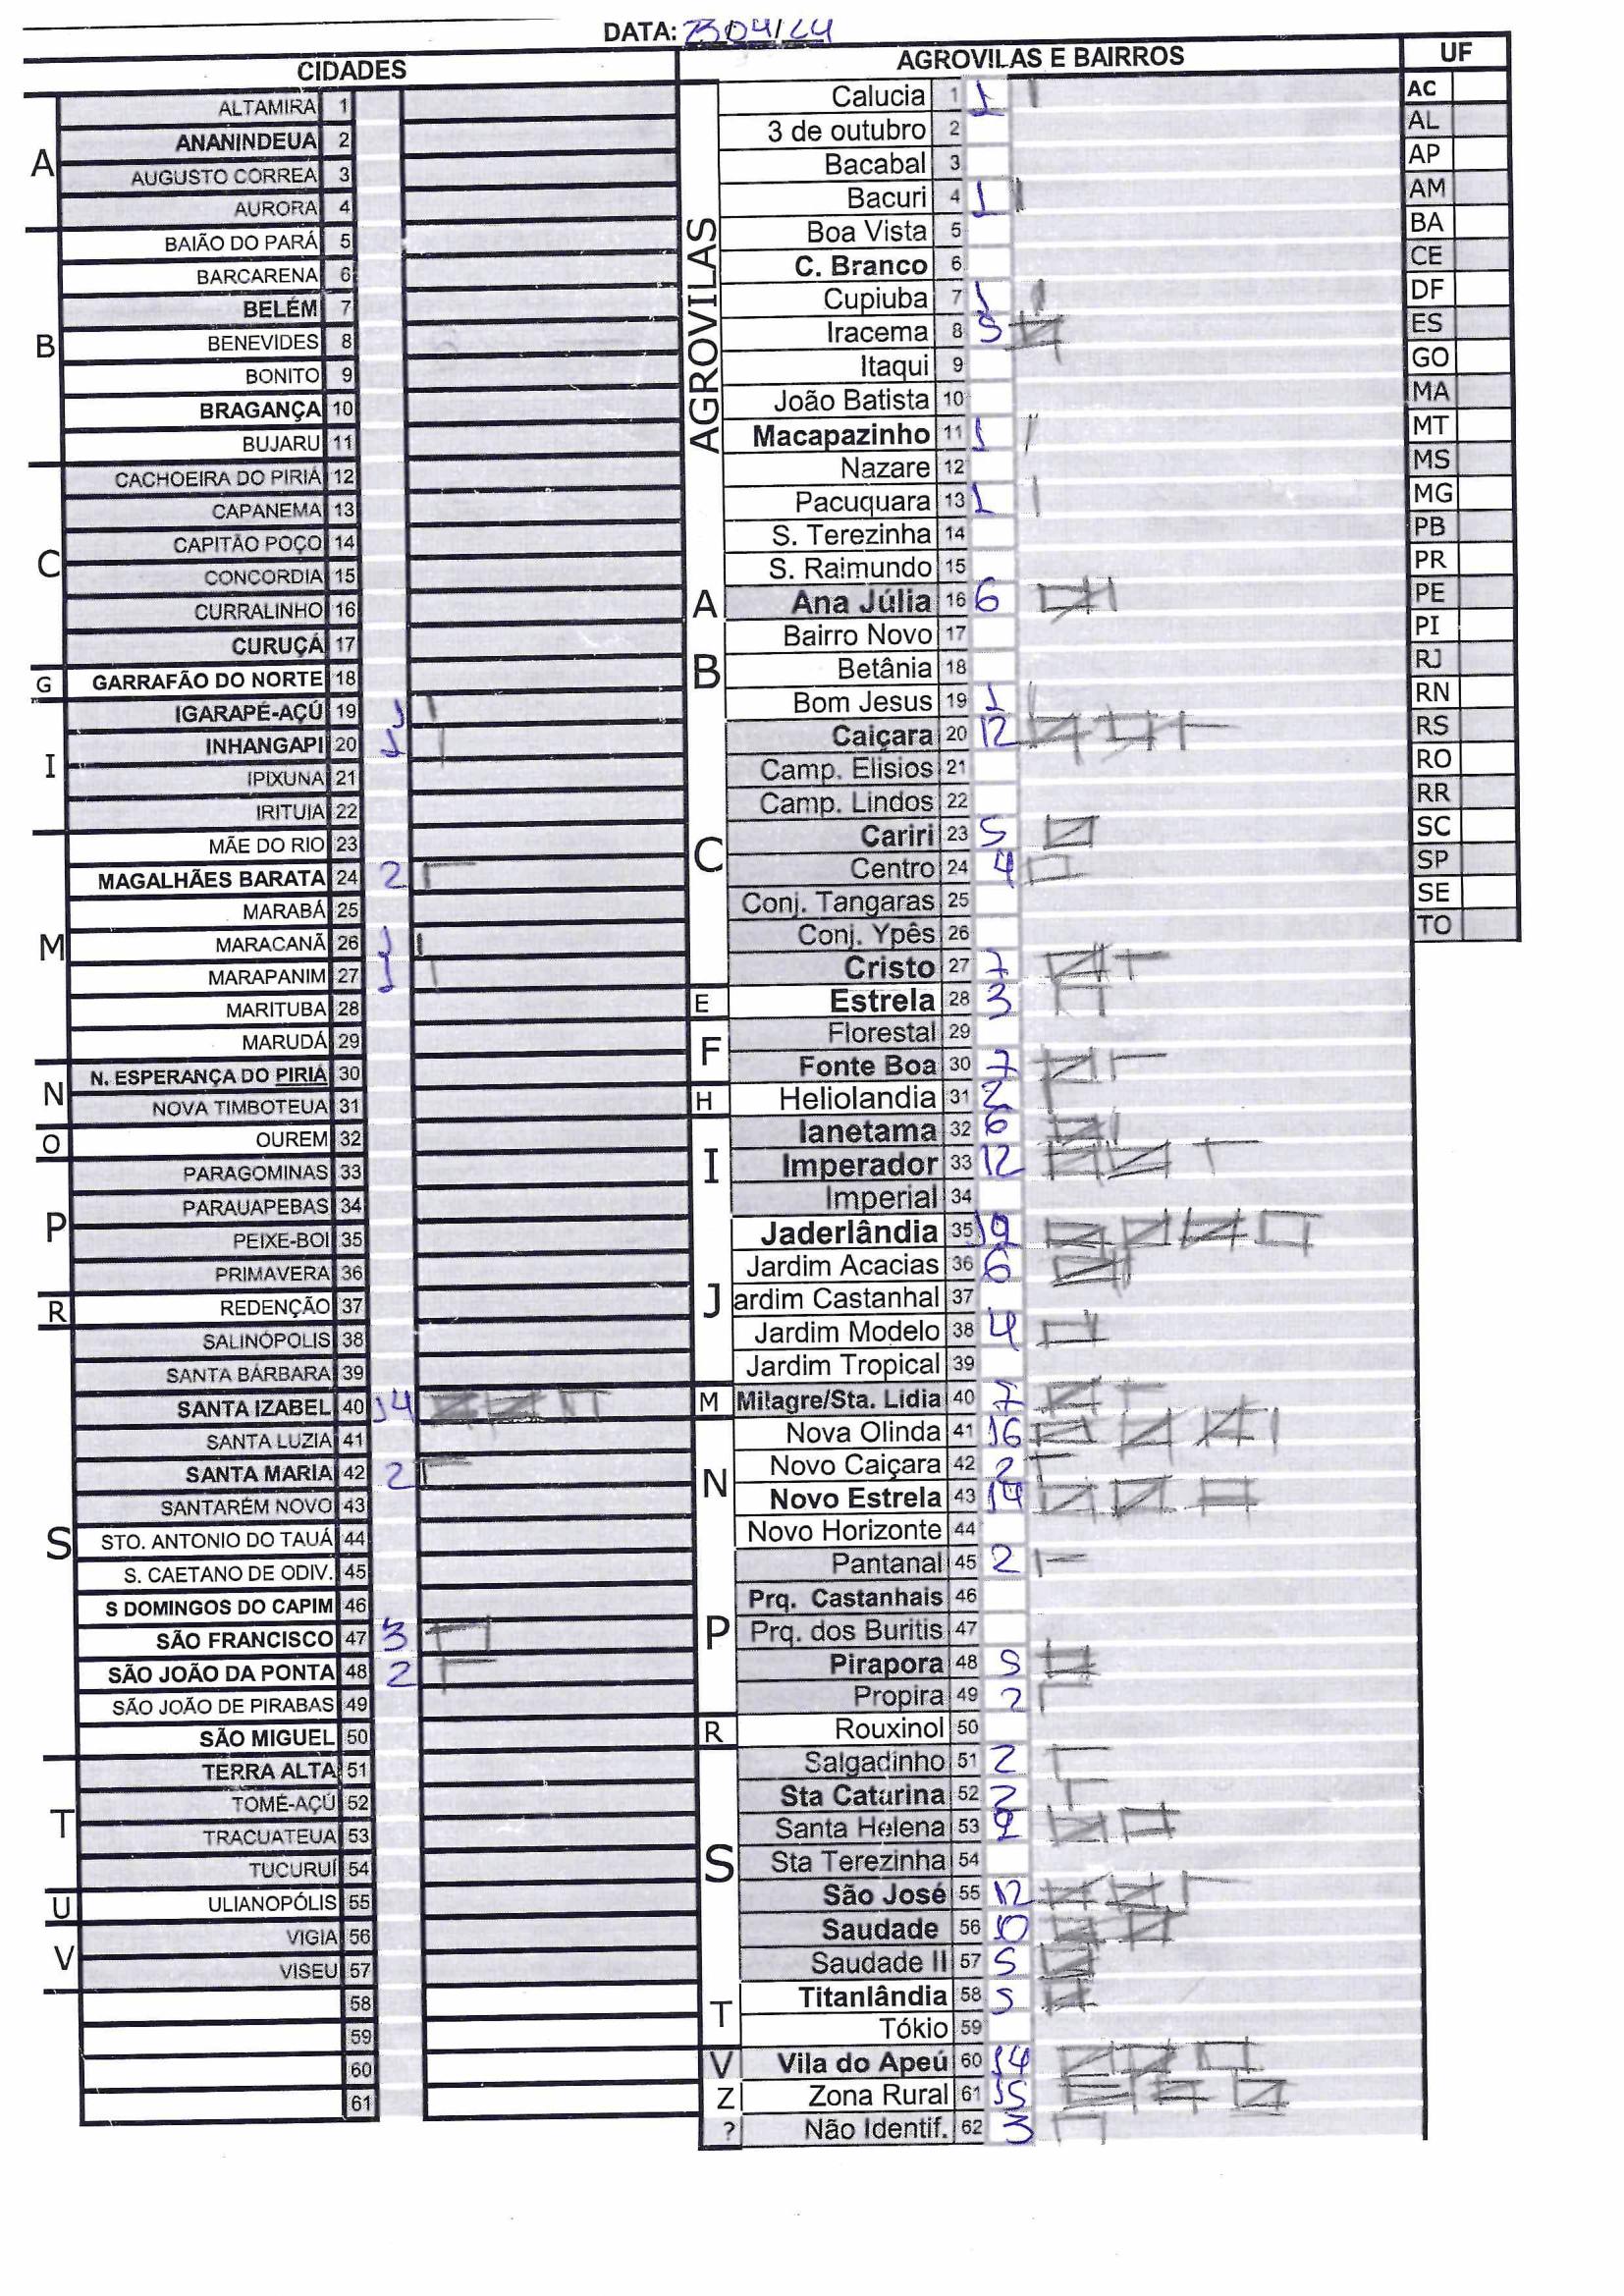 DATA: 23/04/24
CIDADES
A
ALTAMIRA 1
ANANINDEUA 2
AUGUSTO CORREA 3
AURORA 4
B
BAIÃO DO PARÁ 5
BARCARENA 6
BELÉM 7
BENEVIDES 8
BONITO 9
BRAGANÇA 10
BUJARU 11
C
CACHOEIRA DO PIRIÁ 12
CAPANEMA 13
CAPITÃO POÇO 14
CONCORDIA 15
CURRALINHO 16
CURUÇÁ 17
G
GARRAFÃO DO NORTE 18
I
IGARAPÉ-AÇÚ 19 1
INHANGAPI 20 1
IPIXUNA 21
IRITUIA 22
M
MÃE DO RIO 23
MAGALHÃES BARATA 24 2
MARABÁ 25
MARACANÃ 26 1
MARAPANIM 27 1
MARITUBA 28
MARUDÁ 29
N
N. ESPERANÇA DO PIRIÁ 30
NOVA TIMBOTEUA 31
O
OUREM 32
P
PARAGOMINAS 33
PARAUAPEBAS 34
PEIXE-BOI 35
PRIMAVERA 36
R
REDENÇÃO 37
S
SALINÓPOLIS 38
SANTA BÁRBARA 39
SANTA IZABEL 40 14
SANTA LUZIA 41
SANTA MARIA 42 2
SANTARÉM NOVO 43
STO. ANTONIO DO TAUÁ 44
S. CAETANO DE ODIV. 45
S DOMINGOS DO CAPIM 46
SÃO FRANCISCO 47 3
SÃO JOÃO DA PONTA 48 2
SÃO JOÃO DE PIRABAS 49
SÃO MIGUEL 50
T
TERRA ALTA 51
TOMÉ-AÇÚ 52
TRACUATEUA 53
TUCURUÍ 54
U
ULIANOPÓLIS 55
V
VIGIA 56
VISEU 57
58
59
60
61
AGROVILAS E BAIRROS
AGROVILAS
Calucia 1 1
3 de outubro 2
Bacabal 3
Bacuri 4 1
Boa Vista 5
C. Branco 6
Cupiuba 7 1
Iracema 8 5
Itaqui 9
João Batista 10
Macapazinho 11 1
Nazare 12
Pacuquara 13 1
S. Terezinha 14
S. Raimundo 15
A
Ana Júlia 16 6
B
Bairro Novo 17
Betânia 18
Bom Jesus 19 1
C
Caiçara 20 12
Camp. Elisios 21
Camp. Lindos 22
Cariri 23 5
Centro 24 4
Conj. Tangaras 25
Conj. Ypês 26
Cristo 27 7
E
Estrela 28 3
F
Florestal 29
Fonte Boa 30 7
H
Heliolandia 31 2
I
Ianetama 32 6
Imperador 33 12
Imperial 34
J
Jaderlândia 35 19
Jardim Acacias 36 6
ardim Castanhal 37
Jardim Modelo 38 4
Jardim Tropical 39
M
Milagre/Sta. Lidia 40 7
N
Nova Olinda 41 16
Novo Caiçara 42 2
Novo Estrela 43 14
Novo Horizonte 44
P
Pantanal 45 2
Prq. Castanhais 46
Prq. dos Buritis 47
Pirapora 48 5
Propira 49 2
R
Rouxinol 50
S
Salgadinho 51 2
Sta Catarina 52 2
Santa Helena 53 9
Sta Terezinha 54
São José 55 12
Saudade 56 10
Saudade II 57 5
T
Titanlândia 58 5
Tókio 59
V
Vila do Apeú 60 14
Z
Zona Rural 61 15
?
Não Identif. 62 3
UF
AC
AL
AP
AM
BA
CE
DF
ES
GO
MA
MT
MS
MG
PB
PR
PE
PI
RJ
RN
RS
RO
RR
SC
SP
SE
TO